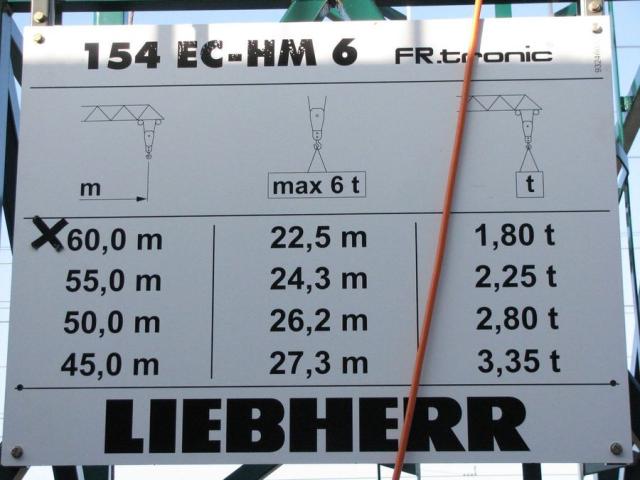 154 EC-HM 6 FR.tronic
m max 6 t t
X 60,0 m 22,5 m 1,80 t
55,0 m 24,3 m 2,25 t
50,0 m 26,2 m 2,80 t
45,0 m 27,3 m 3,35 t
LIEBHERR